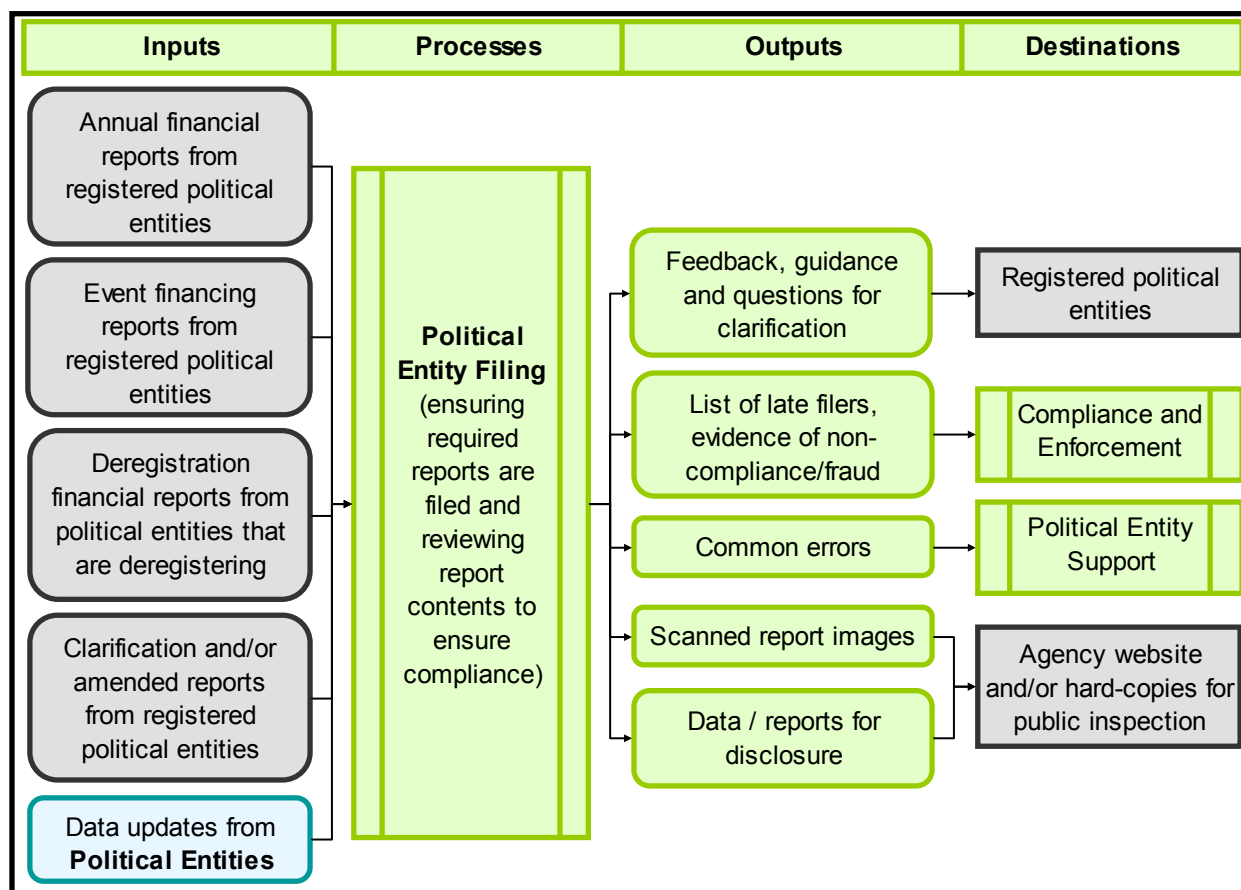 Inputs
Processes
Outputs
Destinations
Annual financial
reports from
registered political
entities
Event financing
reports from
registered political
entities
Deregistration
financial reports from
political entities that
are deregistering
Clarification and/or
amended reports
from registered
political entities
Data updates from
Political Entities
Political
Entity Filing
(ensuring
required
reports are
filed and
reviewing
report
contents to
ensure
compliance)
Feedback, guidance
and questions for
clarification
List of late filers,
evidence of non-
compliance/fraud
Common errors
Scanned report images
Data / reports for
disclosure
Registered political
entities
Compliance and
Enforcement
Political Entity
Support
Agency website
and/or hard-copies for
public inspection